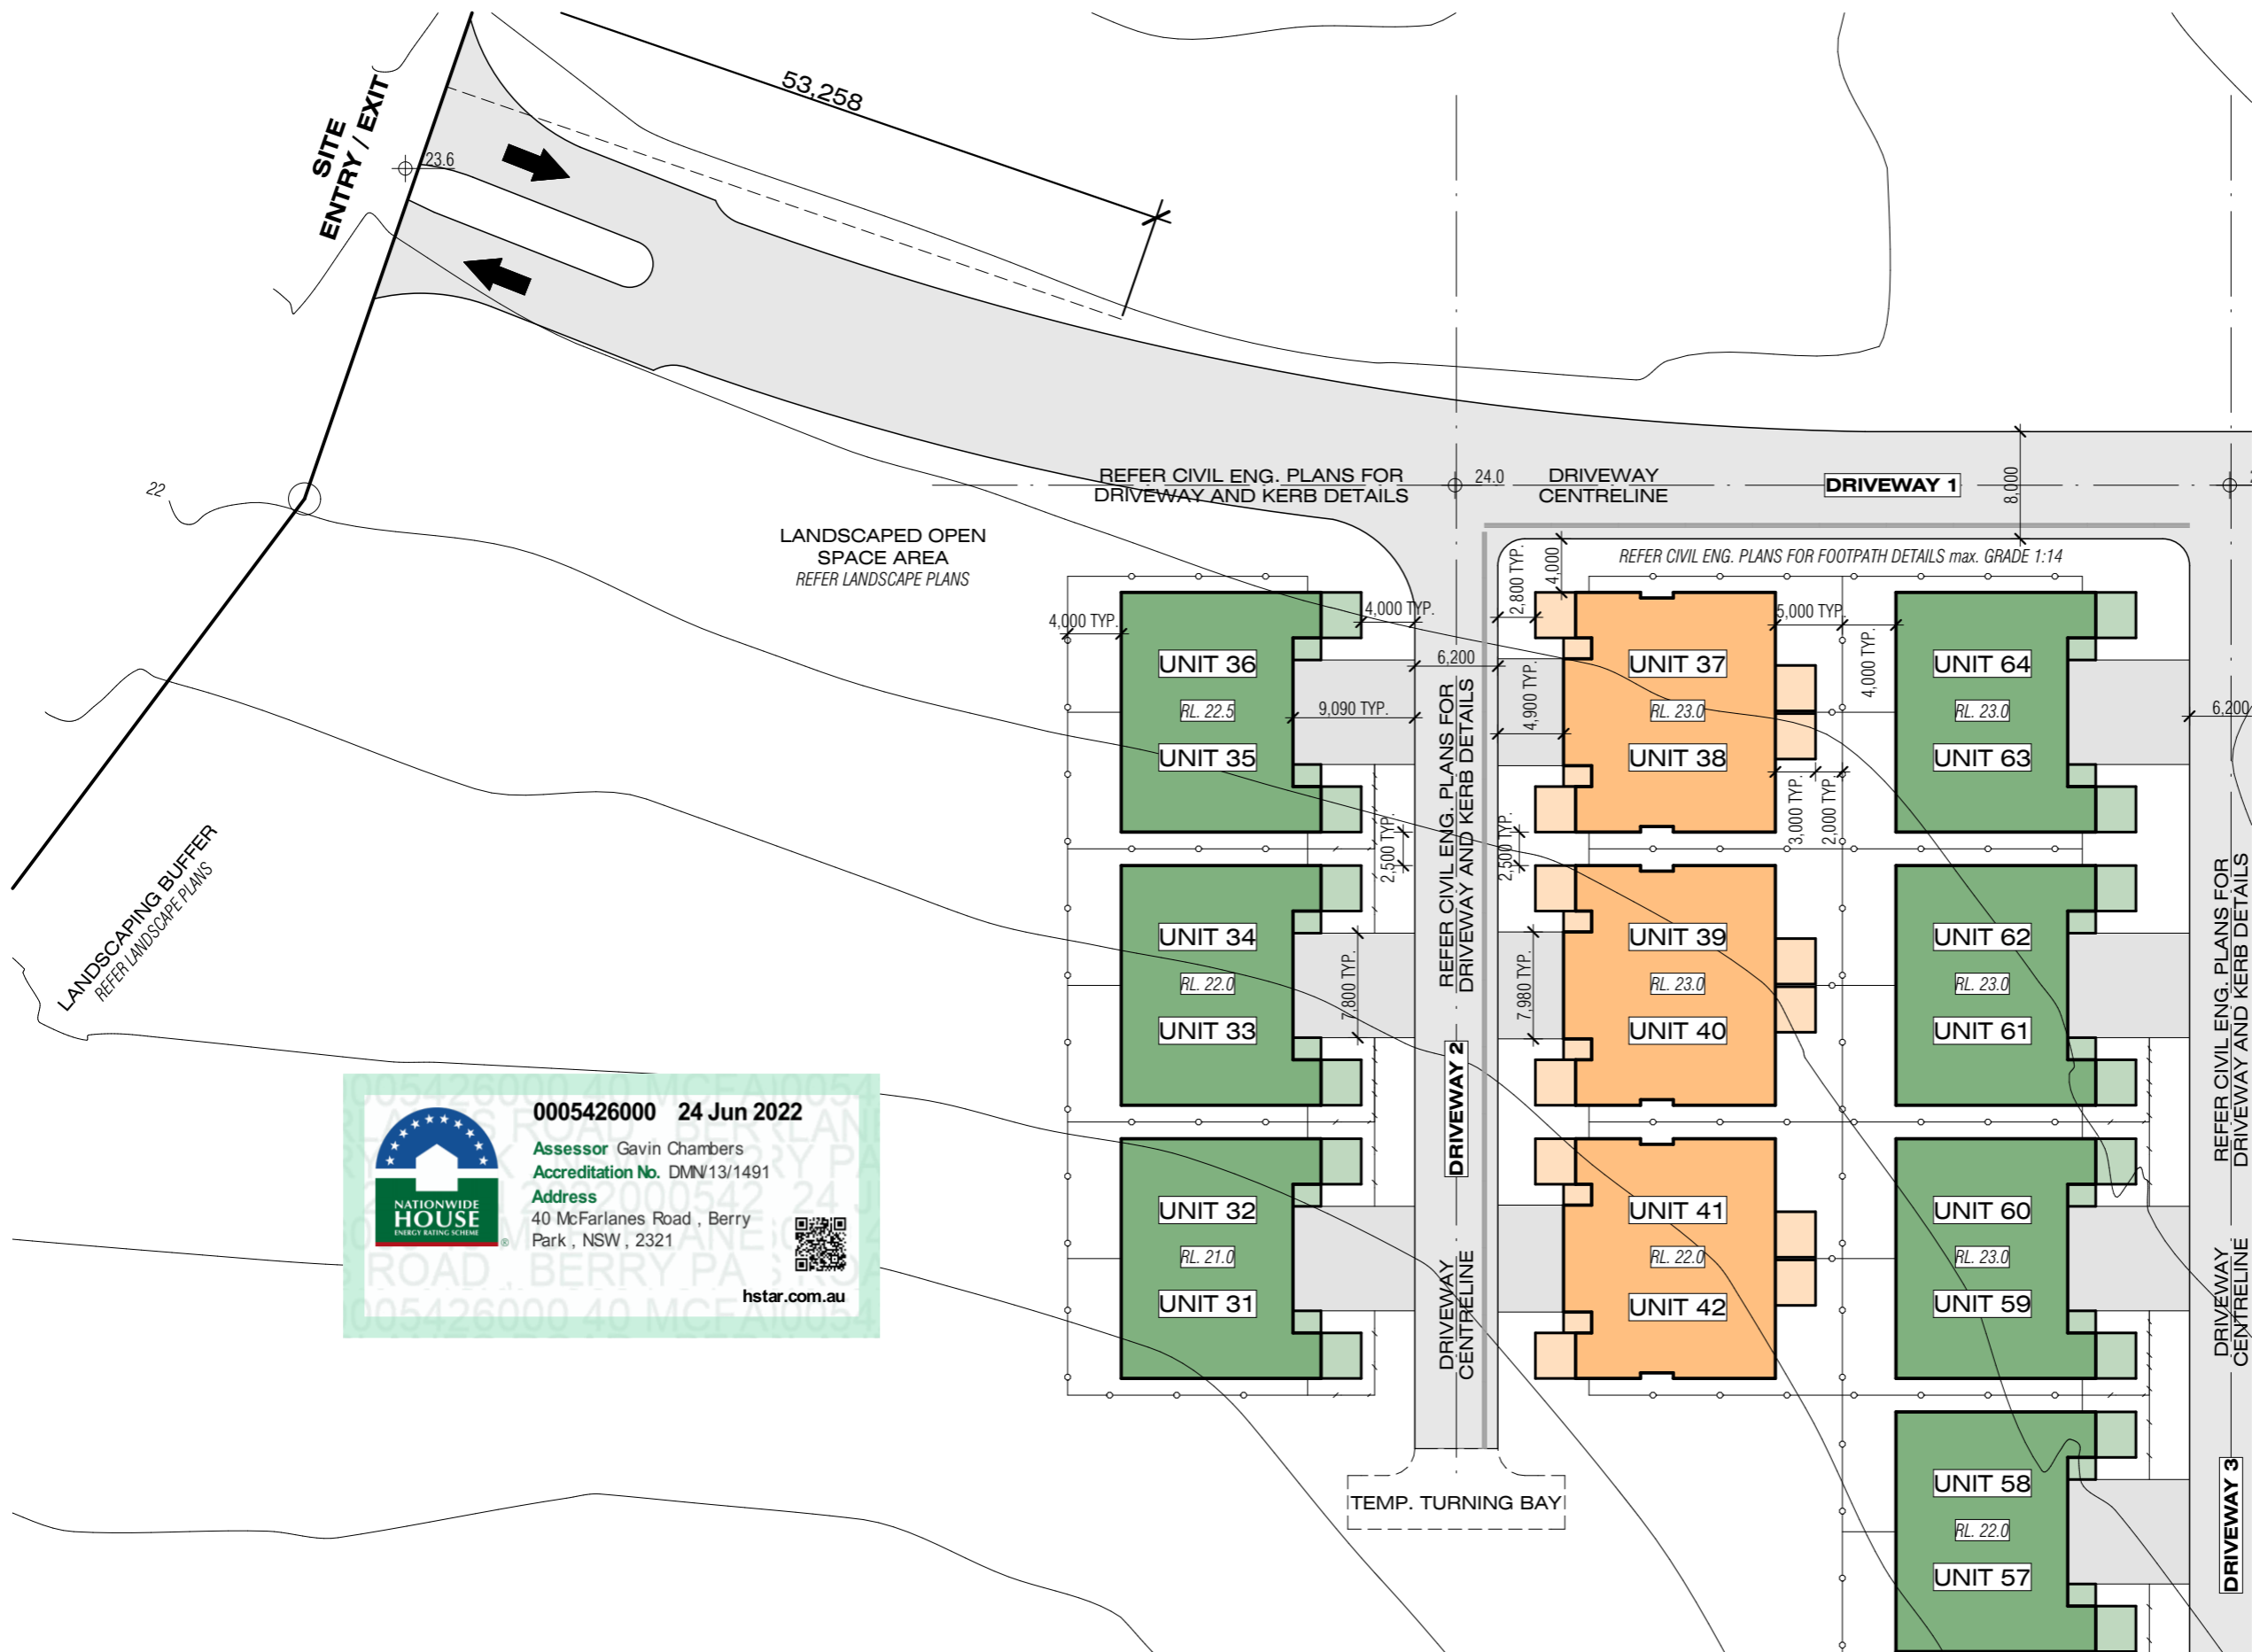 SITE
ENTRY / EXIT
23.6
53,258
22
LANDSCAPED OPEN
SPACE AREA
REFER LANDSCAPE PLANS
LANDSCAPING BUFFER
REFER LANDSCAPE PLANS
REFER CIVIL ENG. PLANS FOR
DRIVEWAY AND KERB DETAILS
24.0
DRIVEWAY
CENTRELINE
DRIVEWAY 1
8,000
REFER CIVIL ENG. PLANS FOR FOOTPATH DETAILS max. GRADE 1:14
4,000 TYP.
4,000 TYP.
2,800 TYP.
4,000
5,000 TYP.
4,000 TYP.
6,200
6,200
9,090 TYP.
4,900 TYP.
3,000 TYP.
2,000 TYP.
2,500 TYP.
2,500 TYP.
7,800 TYP.
7,980 TYP.
UNIT 36
RL. 22.5
UNIT 35
UNIT 34
RL. 22.0
UNIT 33
UNIT 32
RL. 21.0
UNIT 31
REFER CIVIL ENG. PLANS FOR
DRIVEWAY AND KERB DETAILS
DRIVEWAY 2
DRIVEWAY
CENTRELINE
TEMP. TURNING BAY
UNIT 37
RL. 23.0
UNIT 38
UNIT 39
RL. 23.0
UNIT 40
UNIT 41
RL. 22.0
UNIT 42
UNIT 64
RL. 23.0
UNIT 63
UNIT 62
RL. 23.0
UNIT 61
UNIT 60
RL. 23.0
UNIT 59
UNIT 58
RL. 22.0
UNIT 57
REFER CIVIL ENG. PLANS FOR
DRIVEWAY AND KERB DETAILS
DRIVEWAY
CENTRELINE
DRIVEWAY 3
0005426000 24 Jun 2022
Assessor Gavin Chambers
Accreditation No. DMN/13/1491
Address
40 McFarlanes Road , Berry
Park , NSW , 2321
hstar.com.au
NATIONWIDE
HOUSE
ENERGY RATING SCHEME
®